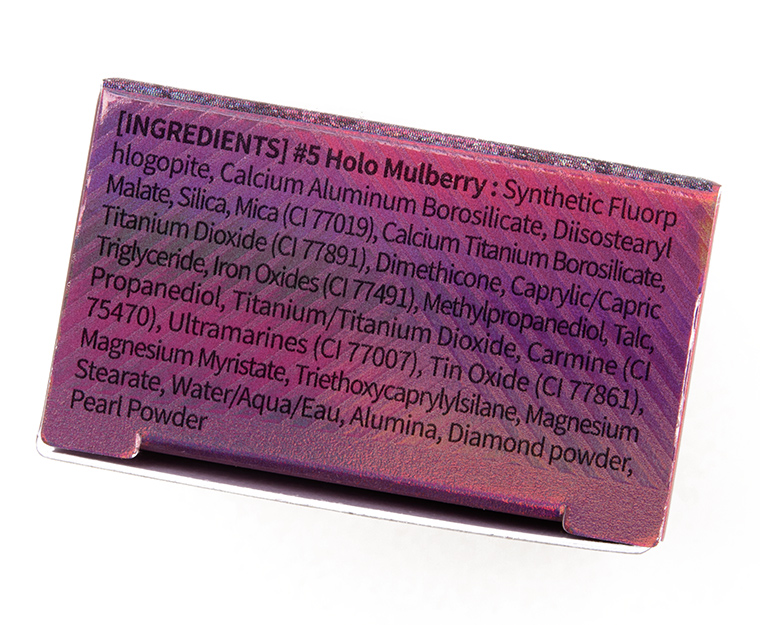 [INGREDIENTS] #5 Holo Mulberry : Synthetic Fluorp
hlogopite, Calcium Aluminum Borosilicate, Diisostearyl
Malate, Silica, Mica (CI 77019), Calcium Titanium Borosilicate,
Titanium Dioxide (CI 77891), Dimethicone, Caprylic/Capric
Triglyceride, Iron Oxides (CI 77491), Methylpropanediol, Talc,
Propanediol, Titanium/Titanium Dioxide, Carmine (CI
75470), Ultramarines (CI 77007), Tin Oxide (CI 77861),
Magnesium Myristate, Triethoxycaprylylsilane, Magnesium
Stearate, Water/Aqua/Eau, Alumina, Diamond powder,
Pearl Powder